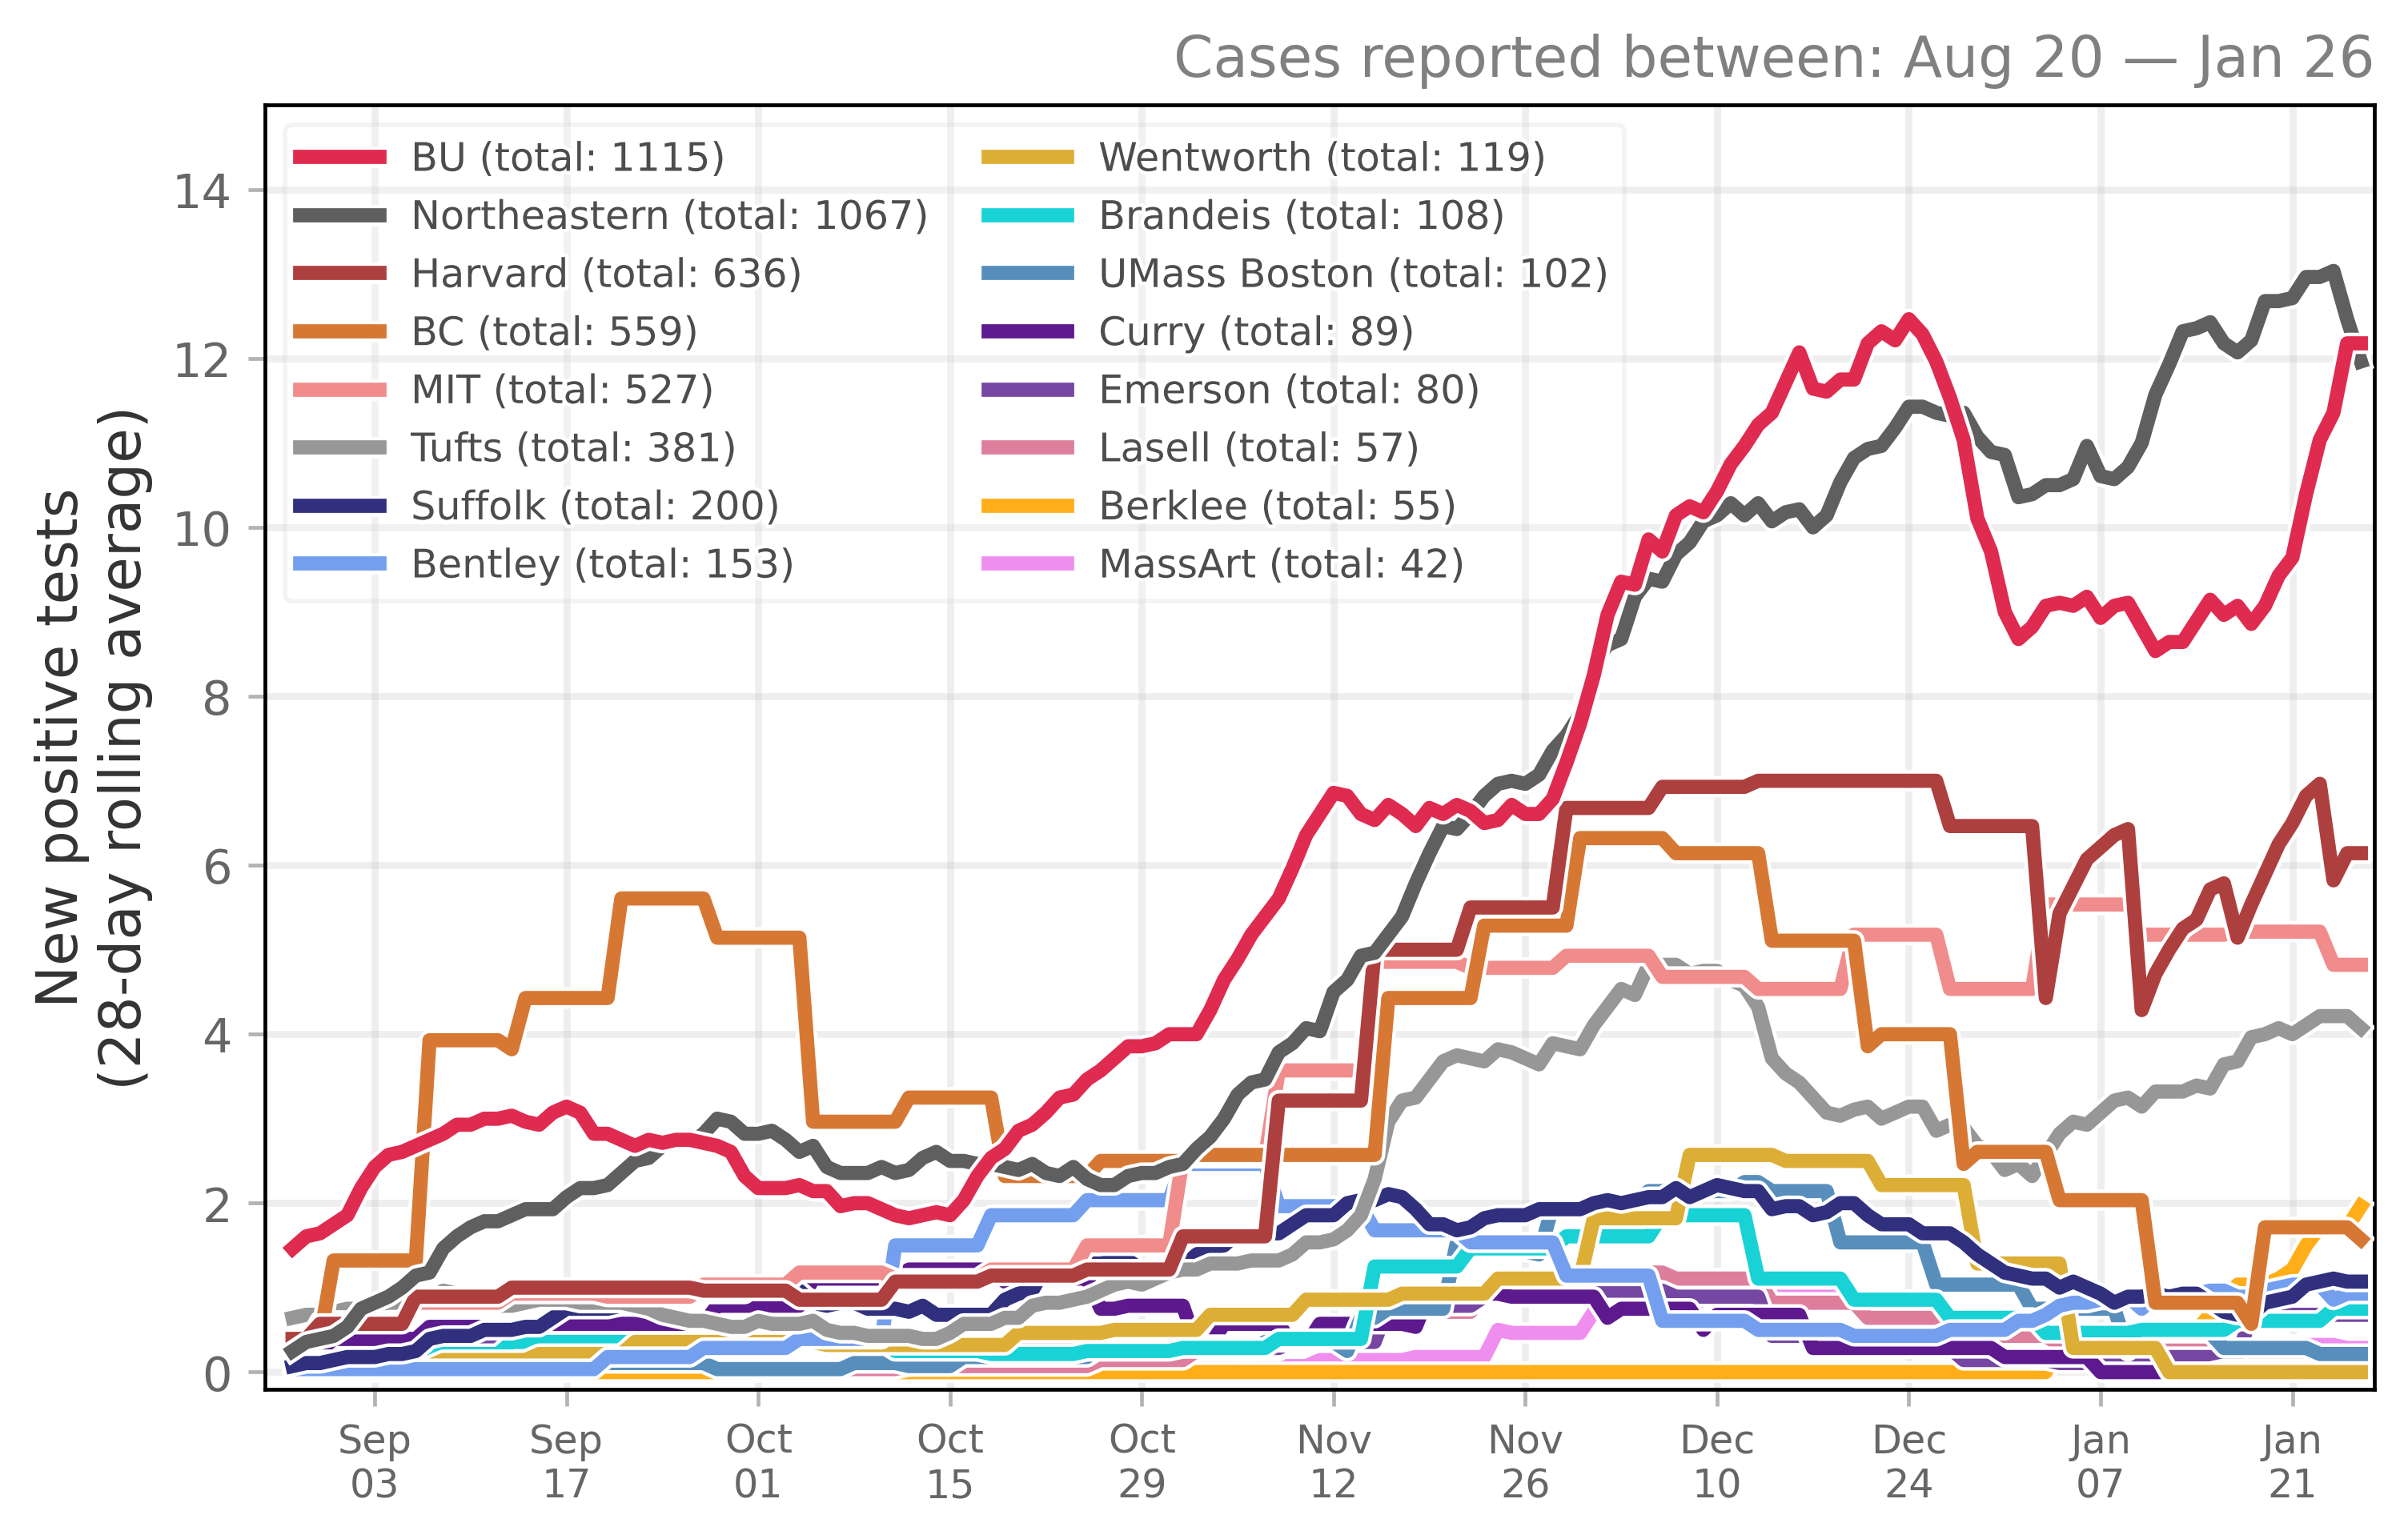 Cases reported between: Aug 20 — Jan 26
New positive tests
(28-day rolling average)
14
12
10
8
6
4
2
0
BU (total: 1115)
Northeastern (total: 1067)
Harvard (total: 636)
BC (total: 559)
MIT (total: 527)
Tufts (total: 381)
Suffolk (total: 200)
Bentley (total: 153)
Wentworth (total: 119)
Brandeis (total: 108)
UMass Boston (total: 102)
Curry (total: 89)
Emerson (total: 80)
Lasell (total: 57)
Berklee (total: 55)
MassArt (total: 42)
Sep
03
Sep
17
Oct
01
Oct
15
Oct
29
Nov
12
Nov
26
Dec
10
Dec
24
Jan
07
Jan
21